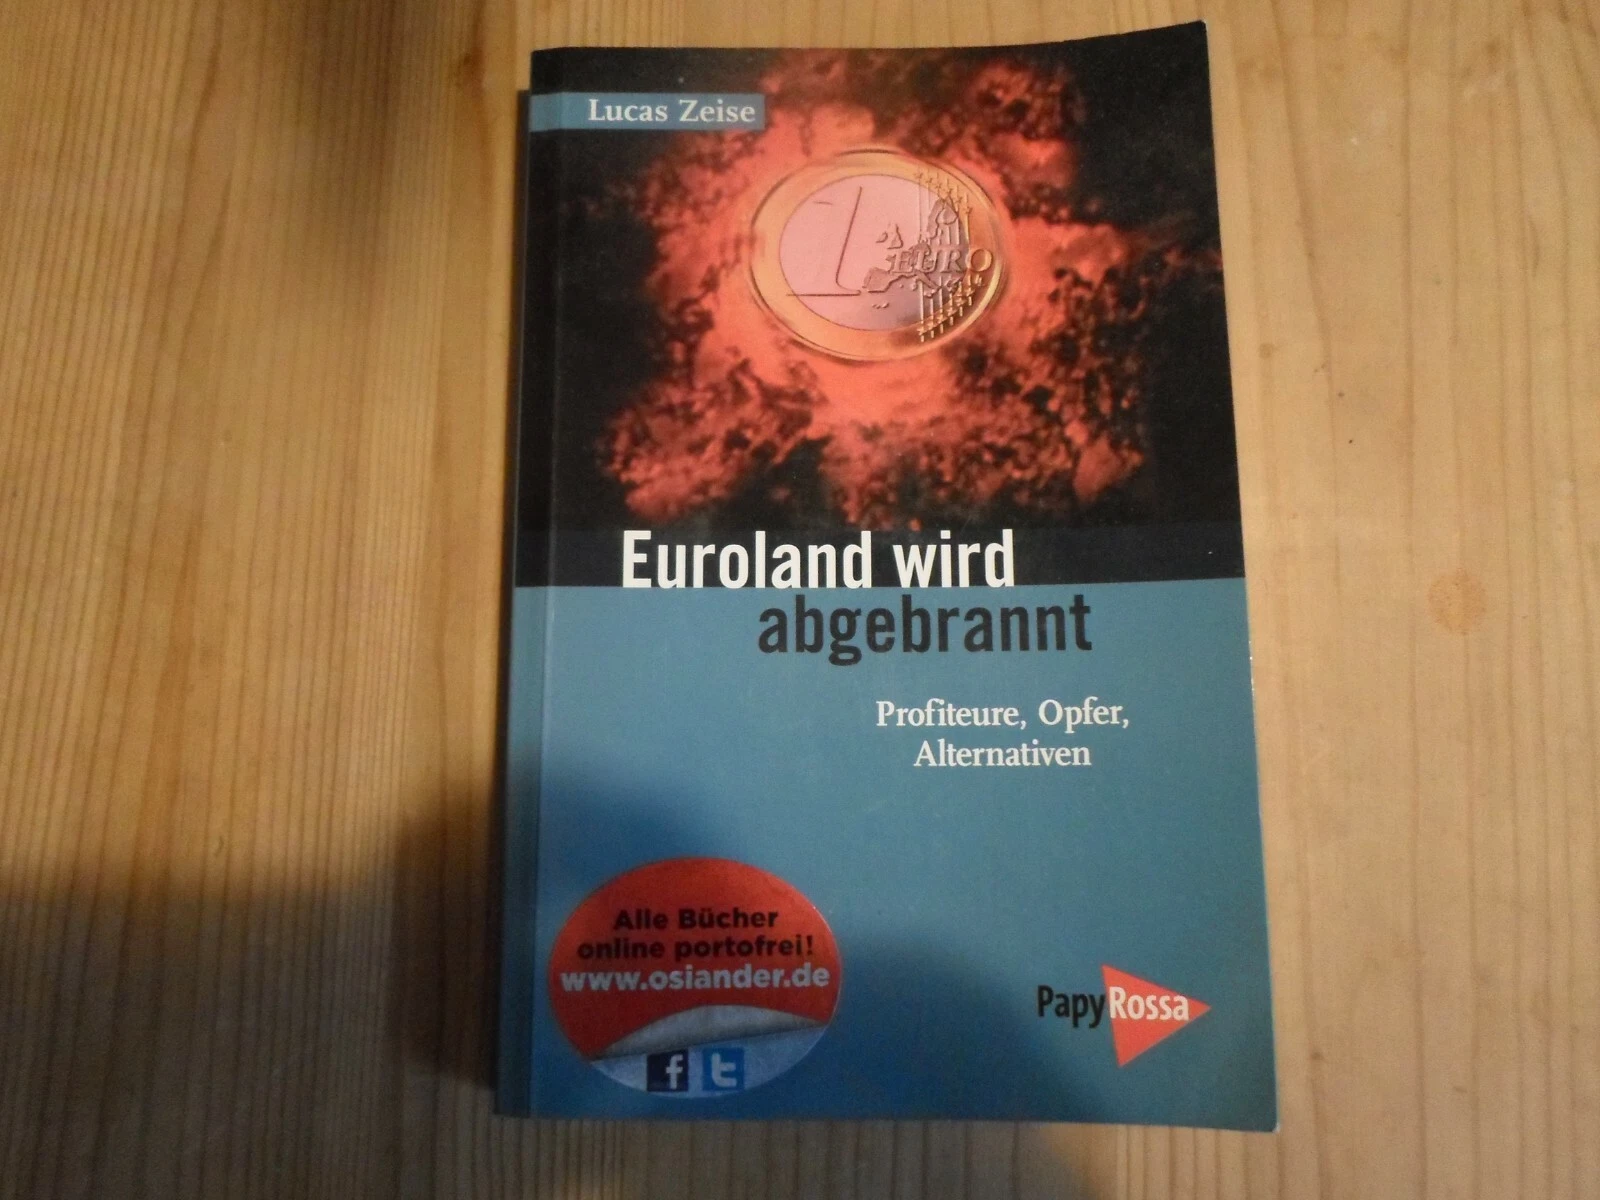 Lucas Zeise
1
EURO
Euroland wird
abgebrannt
Profiteure, Opfer,
Alternativen
Alle Bücher
online portofrei!
www.osiander.de
f t
PapyRossa